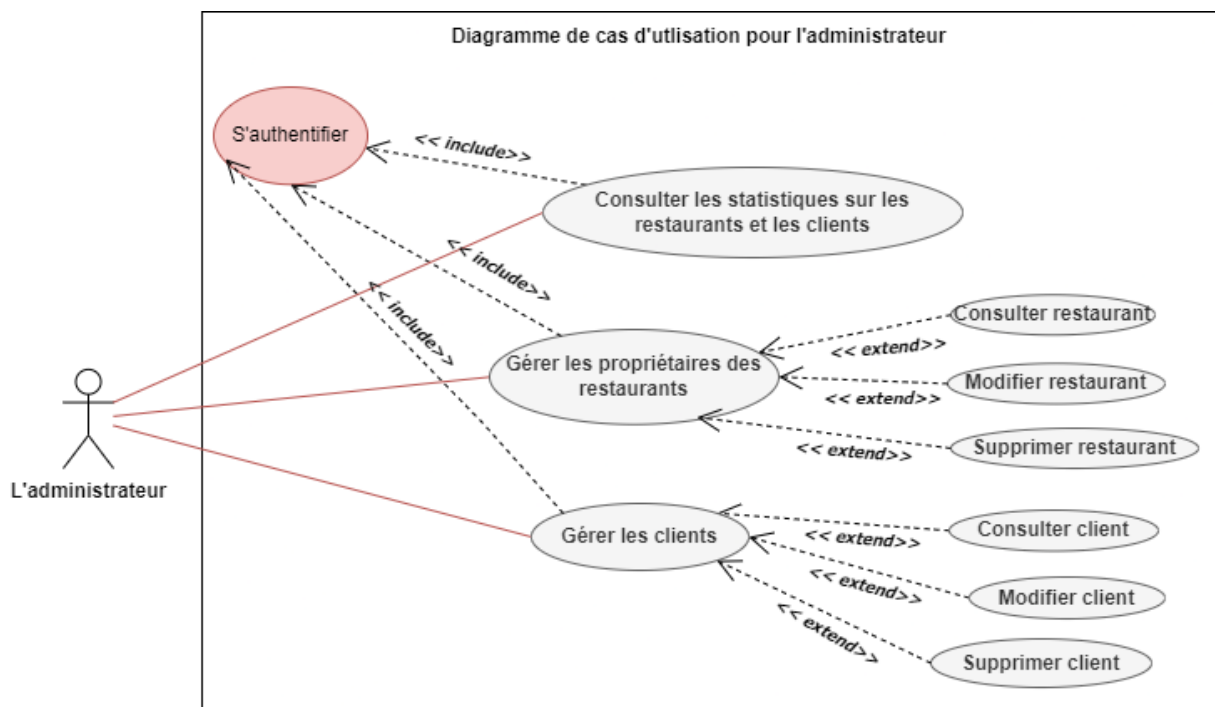 Diagramme de cas d'utlisation pour l'administrateur
S'authentifier
<< include>>
Consulter les statistiques sur les
restaurants et les clients
<< include>>
<< include>>
Consulter restaurant
<< extend>>
Gérer les propriétaires des
restaurants
Modifier restaurant
<< extend>>
Supprimer restaurant
<< extend>>
L'administrateur
Gérer les clients
Consulter client
<< extend>>
Modifier client
<< extend>>
Supprimer client
<< extend>>